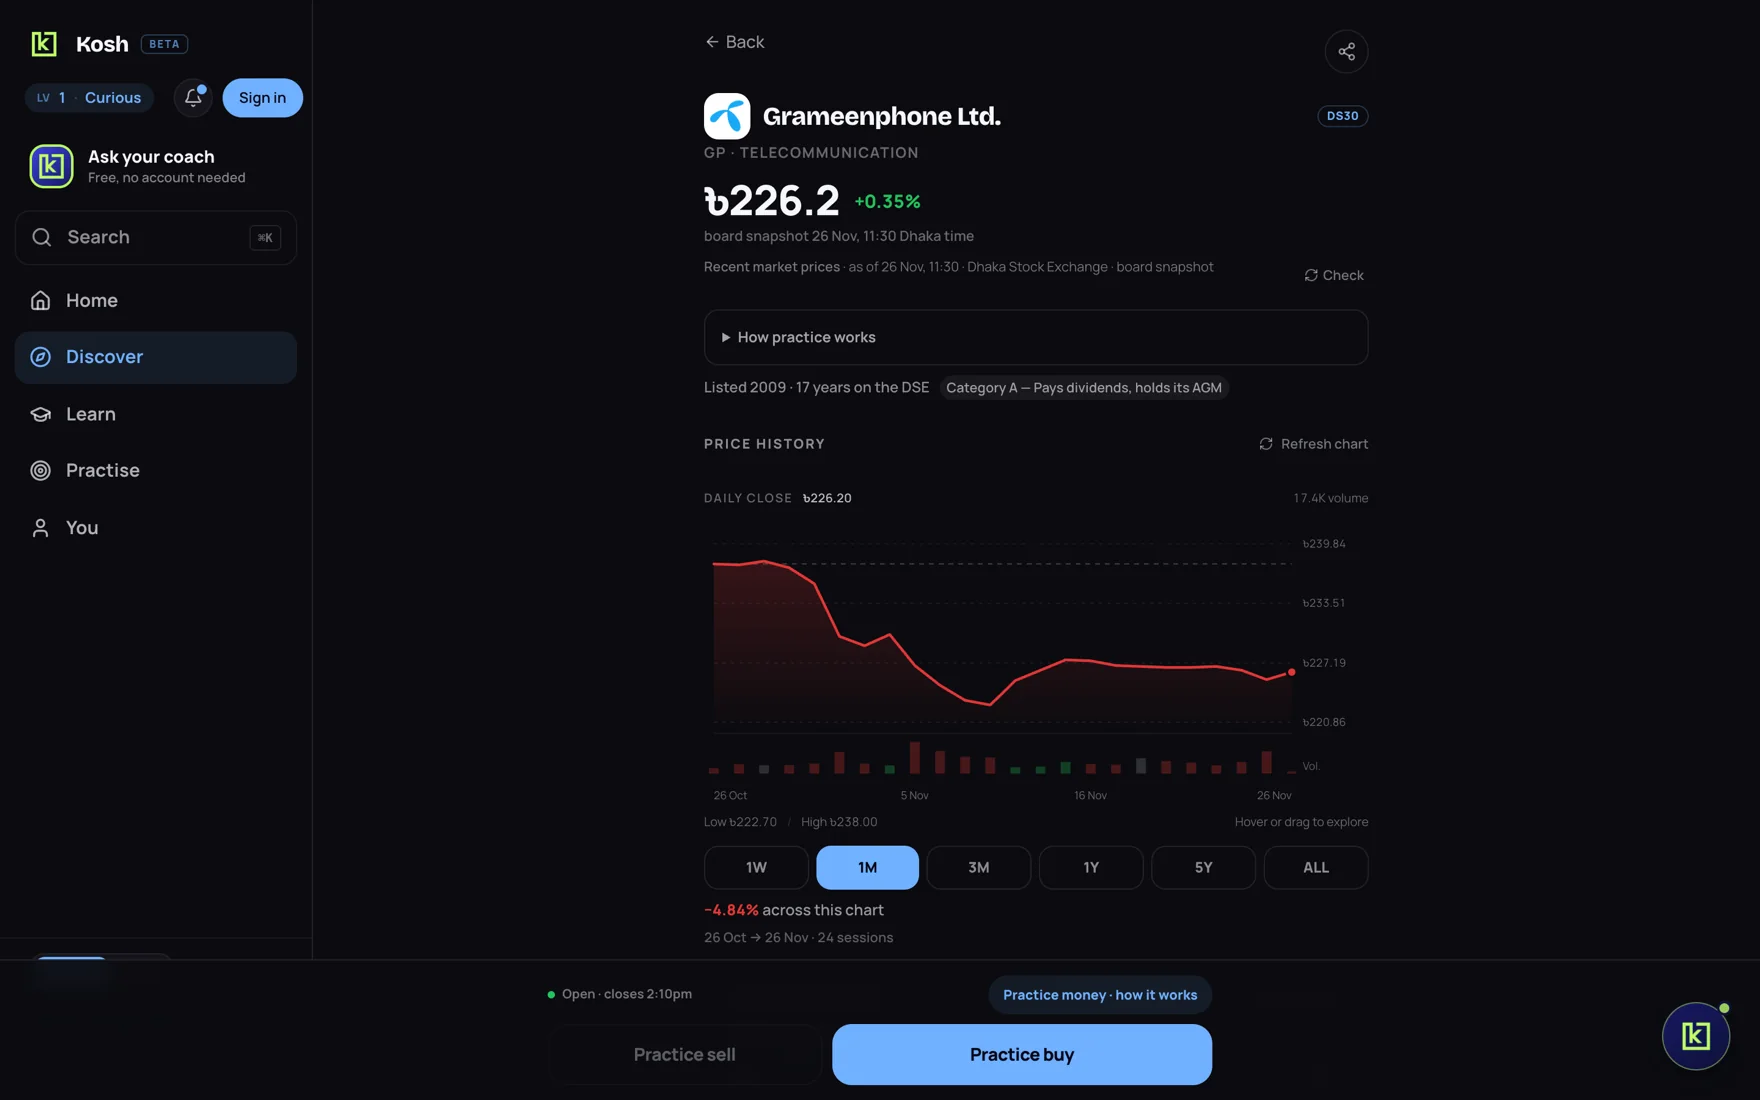 Kosh BETA
LV 1 · Curious
Sign in
Ask your coach
Free, no account needed
Search ⌘K
Home
Discover
Learn
Practise
You
← Back
Grameenphone Ltd.
DS30
GP · TELECOMMUNICATION
৳226.2 +0.35%
board snapshot 26 Nov, 11:30 Dhaka time
Recent market prices · as of 26 Nov, 11:30 · Dhaka Stock Exchange · board snapshot
Check
▶ How practice works
Listed 2009 · 17 years on the DSE Category A — Pays dividends, holds its AGM
PRICE HISTORY
Refresh chart
DAILY CLOSE ৳226.20
17.4K volume
৳239.84
৳233.51
৳227.19
৳220.86
Vol.
26 Oct 5 Nov 16 Nov 26 Nov
Low ৳222.70 / High ৳238.00
Hover or drag to explore
1W 1M 3M 1Y 5Y ALL
−4.84% across this chart
26 Oct → 26 Nov · 24 sessions
Open · closes 2:10pm
Practice money · how it works
Practice sell
Practice buy